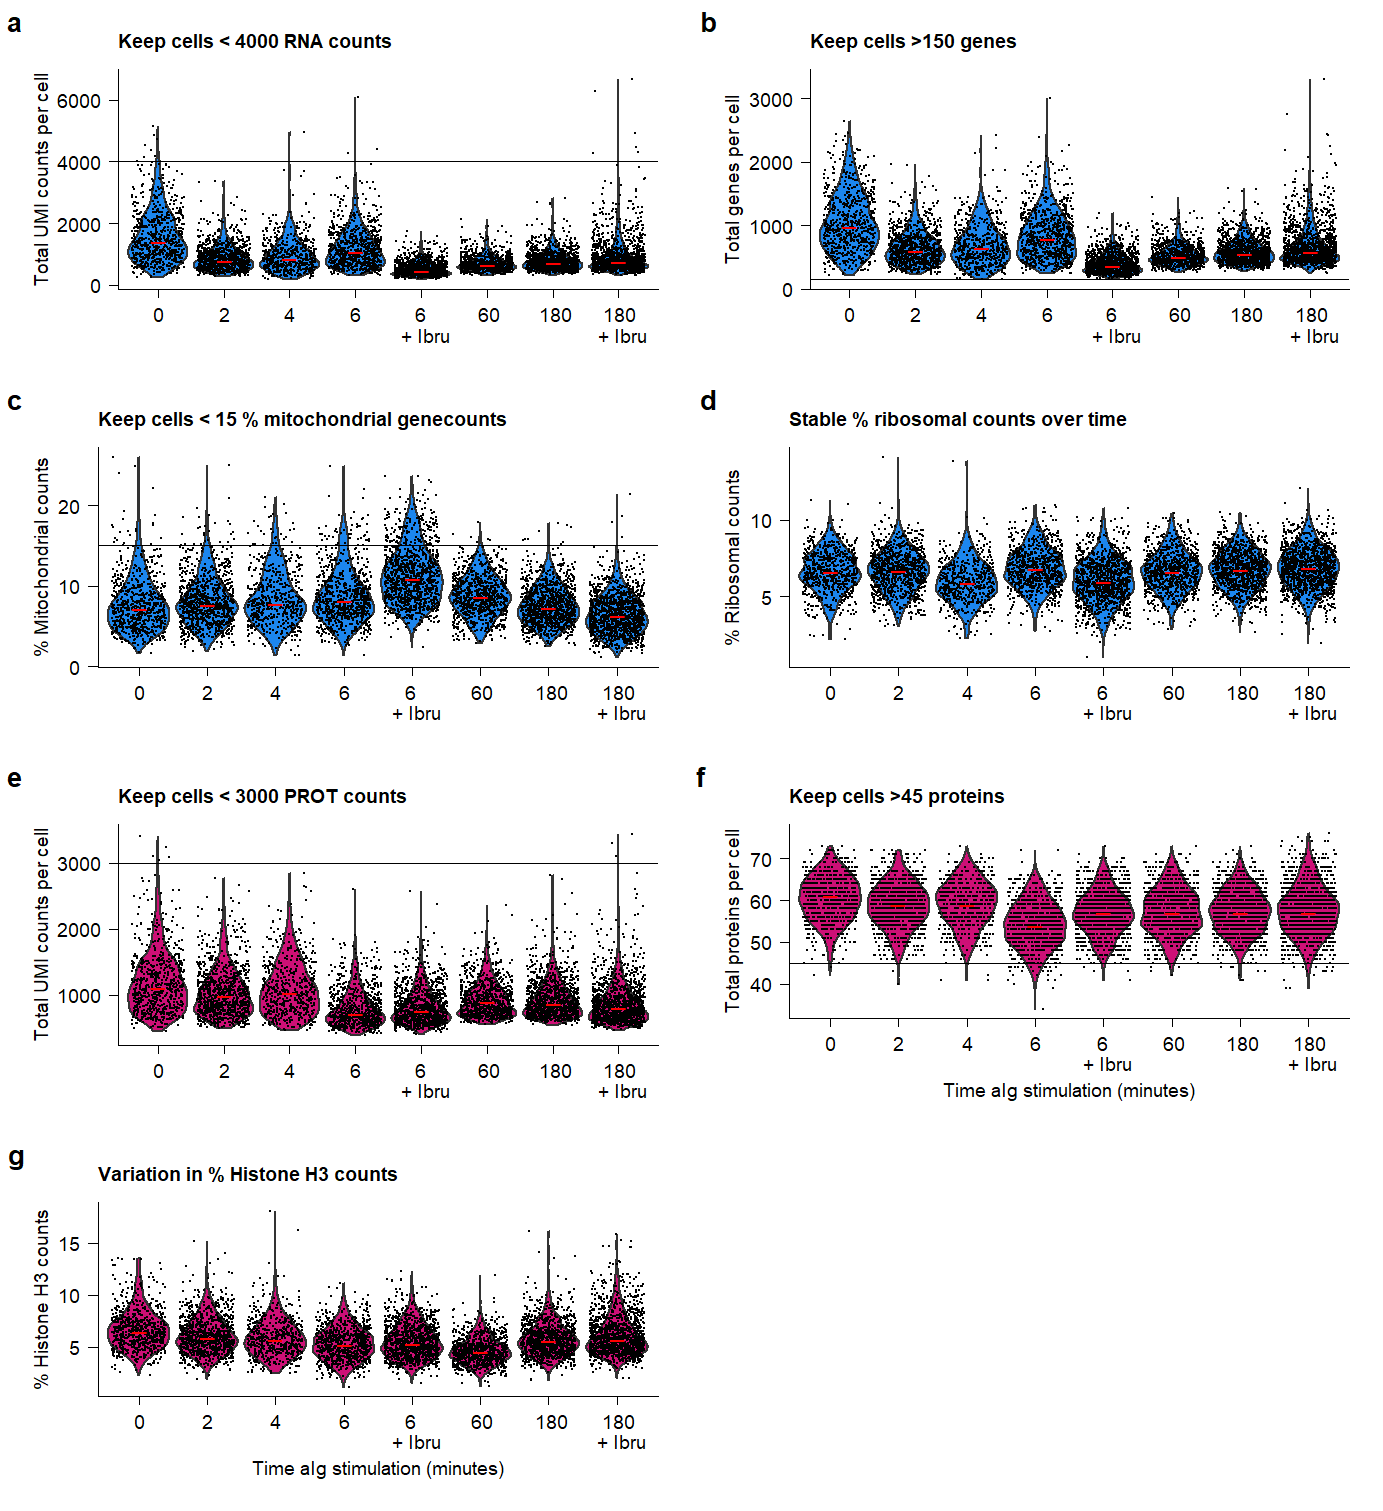 a
Keep cells < 4000 RNA counts
Total UMI counts per cell
6000
4000
2000
0
0 2 4 6 6 60 180 180
+ Ibru + Ibru
b
Keep cells >150 genes
Total genes per cell
3000
2000
1000
0
0 2 4 6 6 60 180 180
+ Ibru + Ibru
c
Keep cells < 15 % mitochondrial genecounts
% Mitochondrial counts
20
10
0
0 2 4 6 6 60 180 180
+ Ibru + Ibru
d
Stable % ribosomal counts over time
% Ribosomal counts
10
5
0 2 4 6 6 60 180 180
+ Ibru + Ibru
e
Keep cells < 3000 PROT counts
Total UMI counts per cell
3000
2000
1000
0 2 4 6 6 60 180 180
+ Ibru + Ibru
f
Keep cells >45 proteins
Total proteins per cell
70
60
50
40
0 2 4 6 6 60 180 180
+ Ibru + Ibru
Time aIg stimulation (minutes)
g
Variation in % Histone H3 counts
% Histone H3 counts
15
10
5
0 2 4 6 6 60 180 180
+ Ibru + Ibru
Time aIg stimulation (minutes)